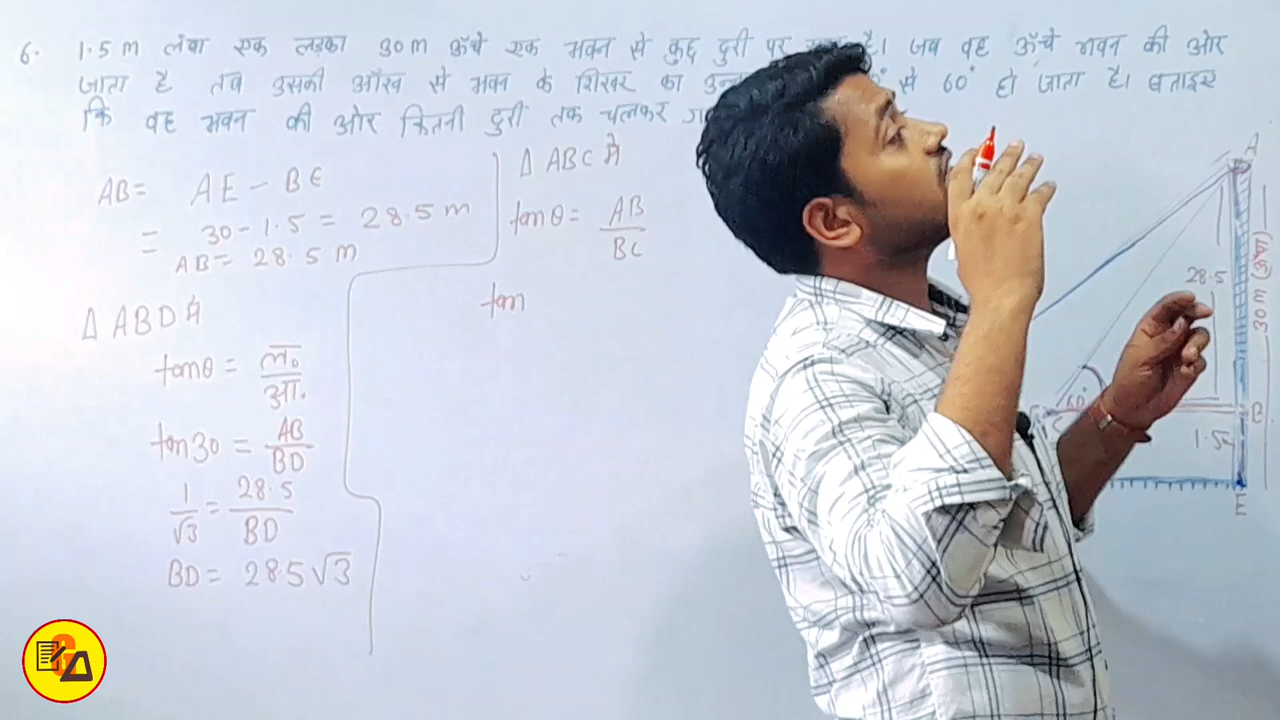 6. 1.5 m लंबा एक लड़का 30 m ऊँचे एक भवन से कुछ दुरी पर है। जब वह ऊँचे भवन की ओर
जाता है तब उसकी आँख से भवन के शिखर का से 60° हो जाता है। बताइए
कि वह भवन की ओर कितनी दुरी तक चलकर
AB = AE - BE
= 30 - 1.5 = 28.5 m
AB = 28.5 m
Δ ABD में
tanθ = ल० / आ.
tan 30 = AB / BD
1 / √3 = 28.5 / BD
BD = 28.5 √3
Δ ABC में
tanθ = AB / BC
tan
A
28.5
30 m (ऊंचा)
60°
C
B
1.5
E